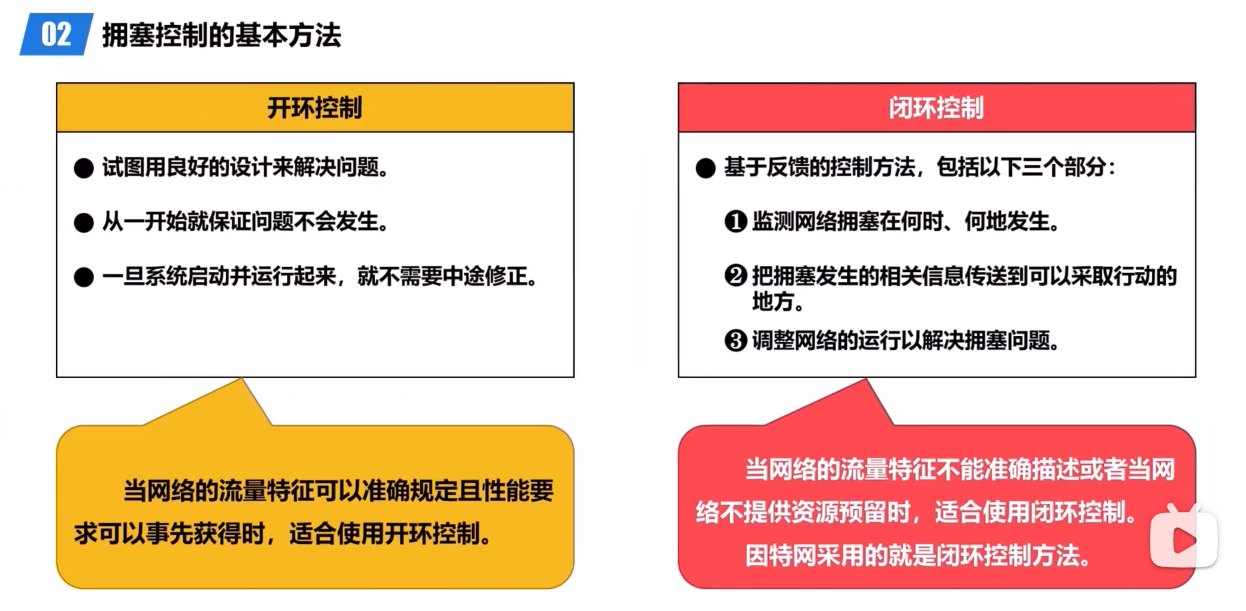 02 拥塞控制的基本方法
开环控制
● 试图用良好的设计来解决问题。
● 从一开始就保证问题不会发生。
● 一旦系统启动并运行起来，就不需要中途修正。
当网络的流量特征可以准确规定且性能要
求可以事先获得时，适合使用开环控制。
闭环控制
● 基于反馈的控制方法，包括以下三个部分：
❶ 监测网络拥塞在何时、何地发生。
❷ 把拥塞发生的相关信息传送到可以采取行动的
地方。
❸ 调整网络的运行以解决拥塞问题。
当网络的流量特征不能准确描述或者当网
络不提供资源预留时，适合使用闭环控制。
因特网采用的就是闭环控制方法。